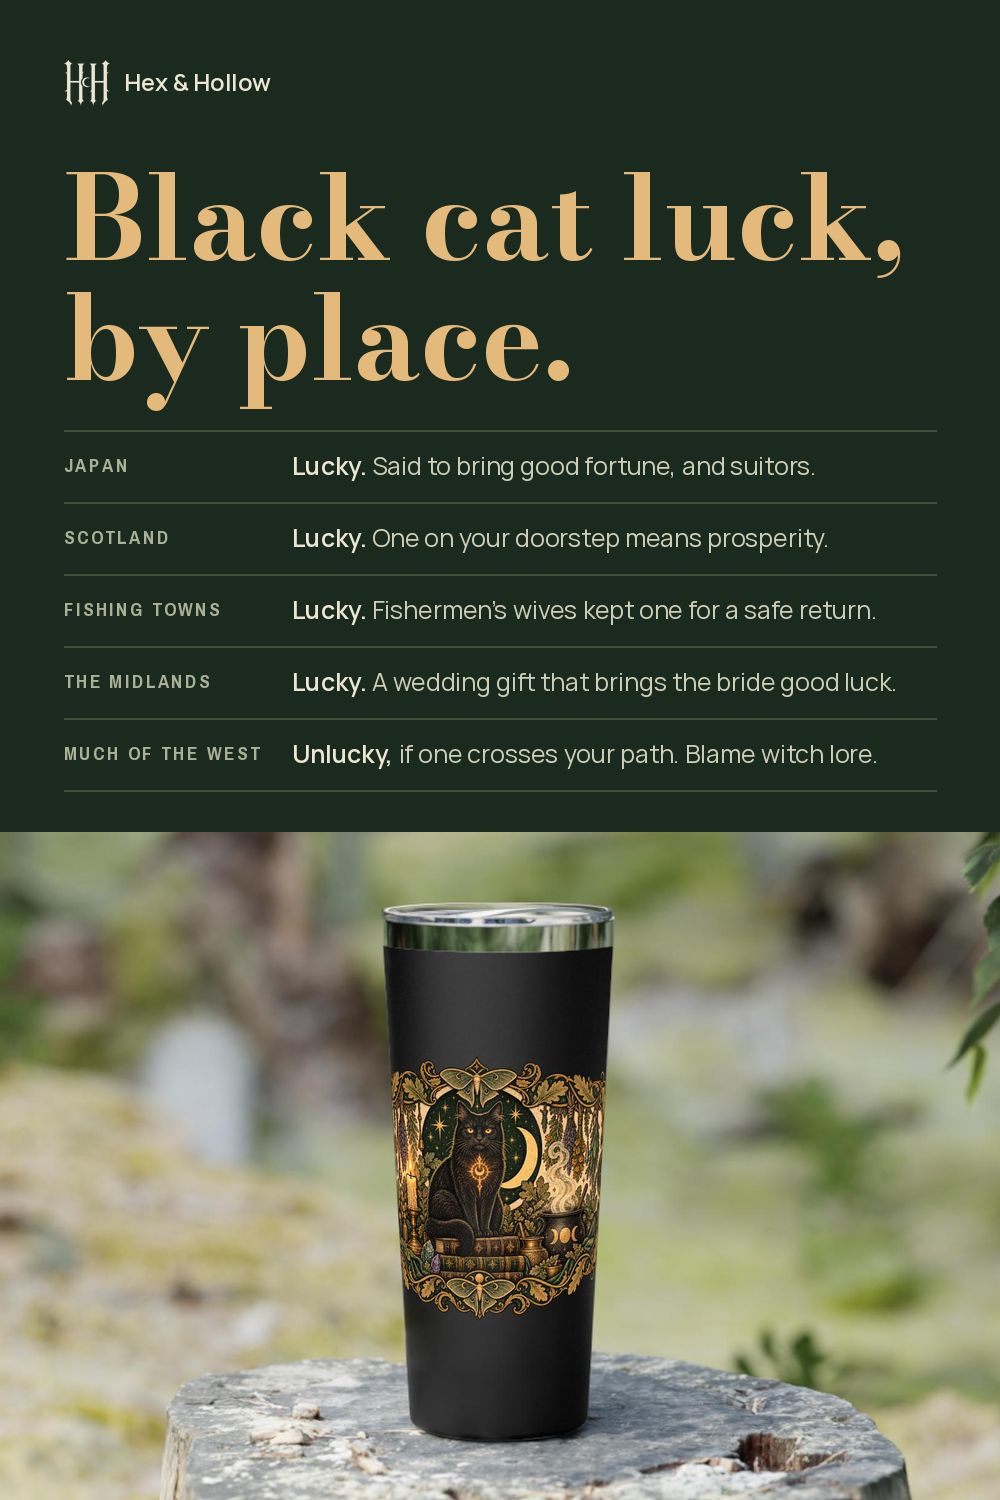 Hex & Hollow
Black cat luck,
by place.
JAPAN Lucky. Said to bring good fortune, and suitors.
SCOTLAND Lucky. One on your doorstep means prosperity.
FISHING TOWNS Lucky. Fishermen's wives kept one for a safe return.
THE MIDLANDS Lucky. A wedding gift that brings the bride good luck.
MUCH OF THE WEST Unlucky, if one crosses your path. Blame witch lore.